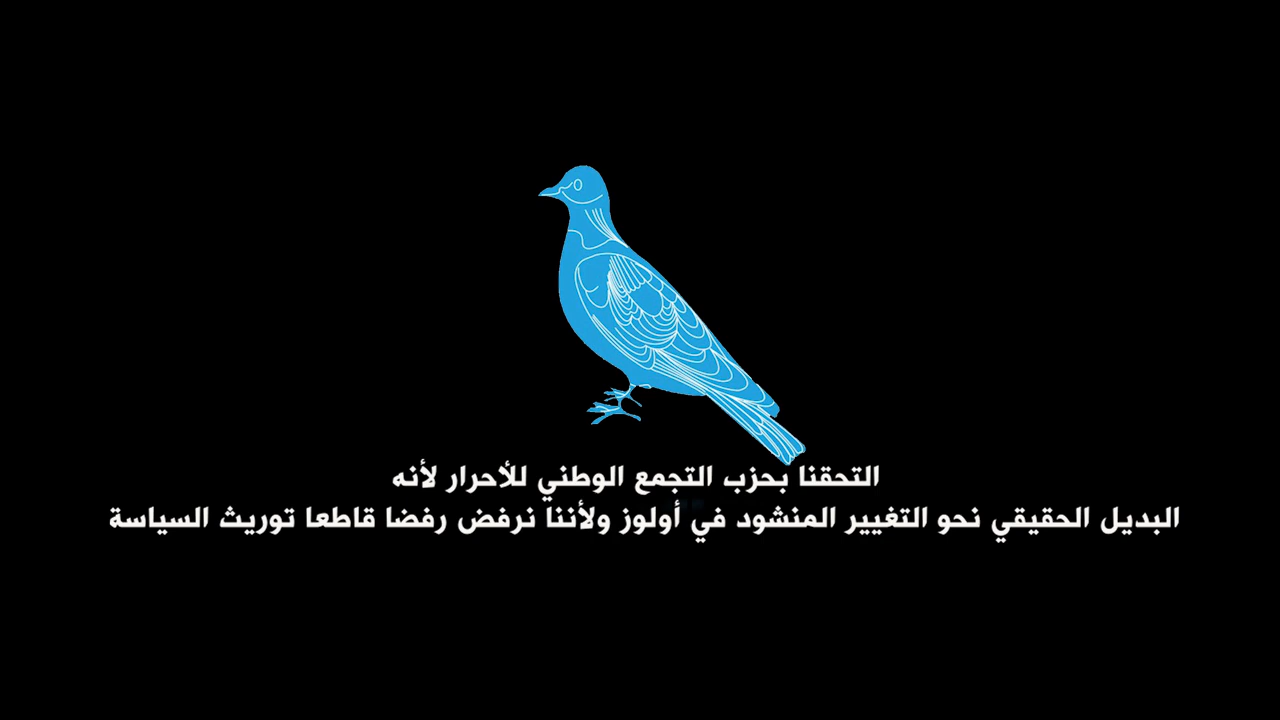 التحقنا بحزب التجمع الوطني للأحرار لأنه
البديل الحقيقي نحو التغيير المنشود في أولوز ولأننا نرفض رفضا قاطعا توريث السياسة